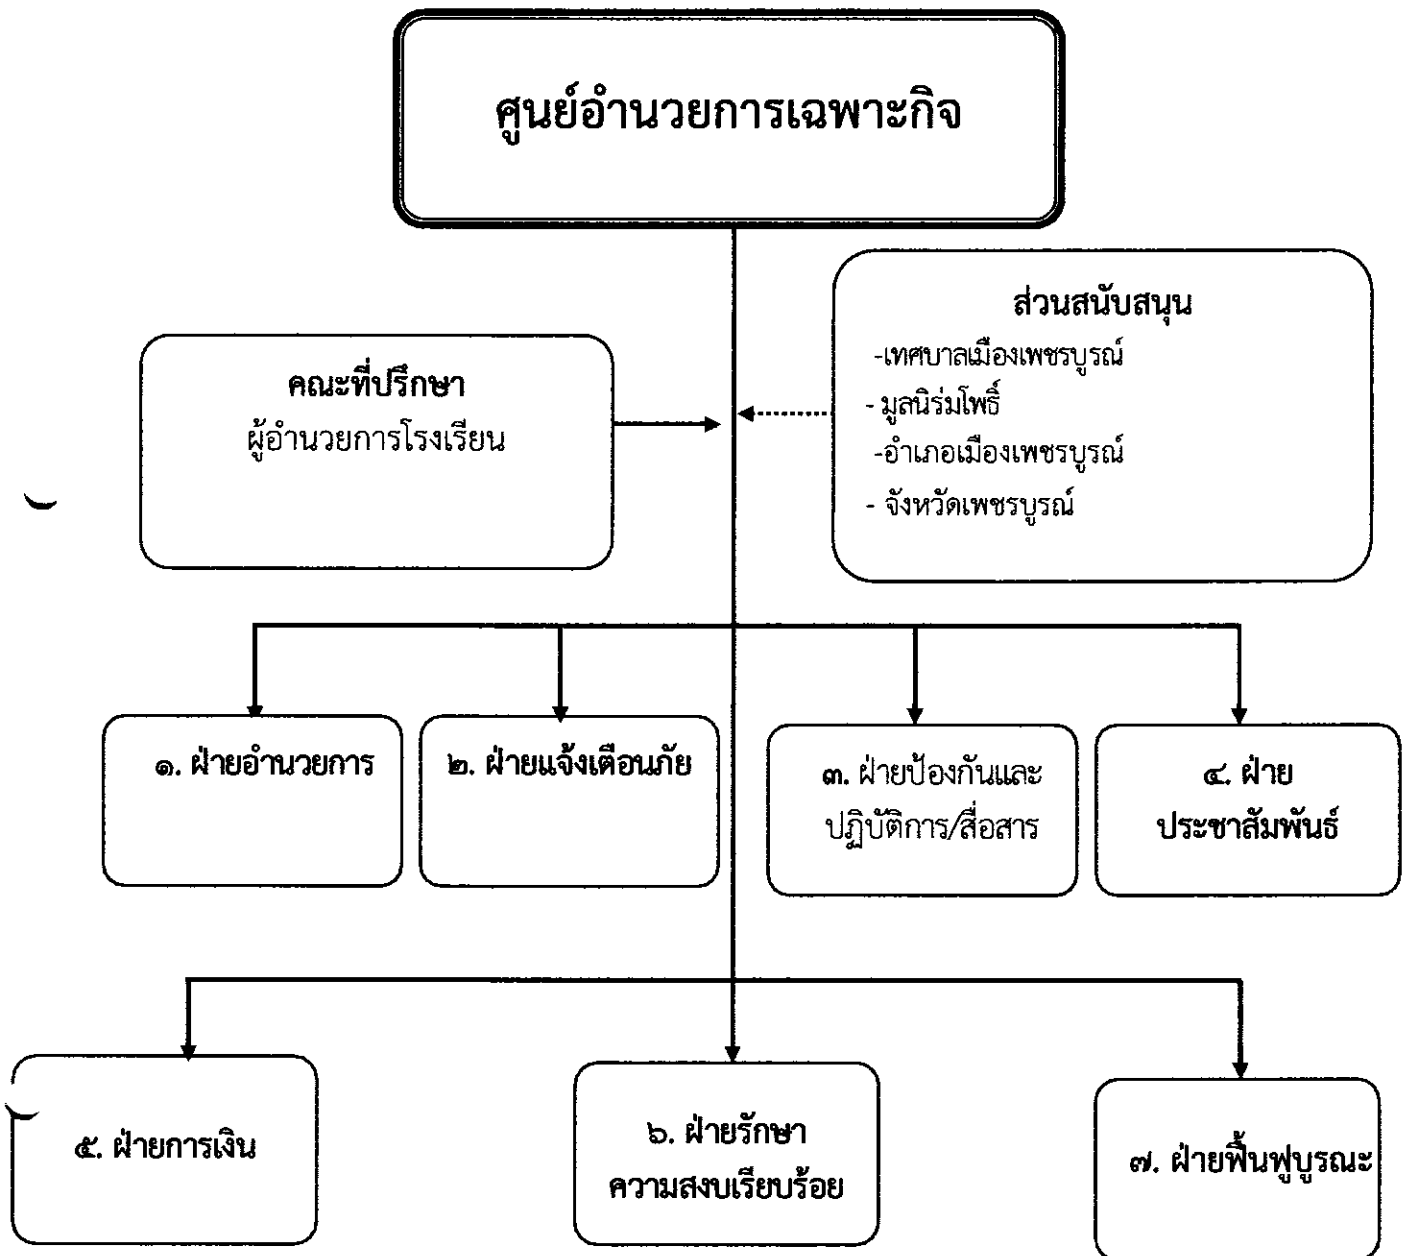 ศูนย์อำนวยการเฉพาะกิจ
คณะที่ปรึกษา
ผู้อำนวยการโรงเรียน
ส่วนสนับสนุน
-เทศบาลเมืองเพชรบูรณ์
- มูลนิร่มโพธิ์
-อำเภอเมืองเพชรบูรณ์
- จังหวัดเพชรบูรณ์
๑. ฝ่ายอำนวยการ
๒. ฝ่ายแจ้งเตือนภัย
๓. ฝ่ายป้องกันและ
ปฏิบัติการ/สื่อสาร
๔. ฝ่าย
ประชาสัมพันธ์
๕. ฝ่ายการเงิน
๖. ฝ่ายรักษา
ความสงบเรียบร้อย
๗. ฝ่ายฟื้นฟูบูรณะ